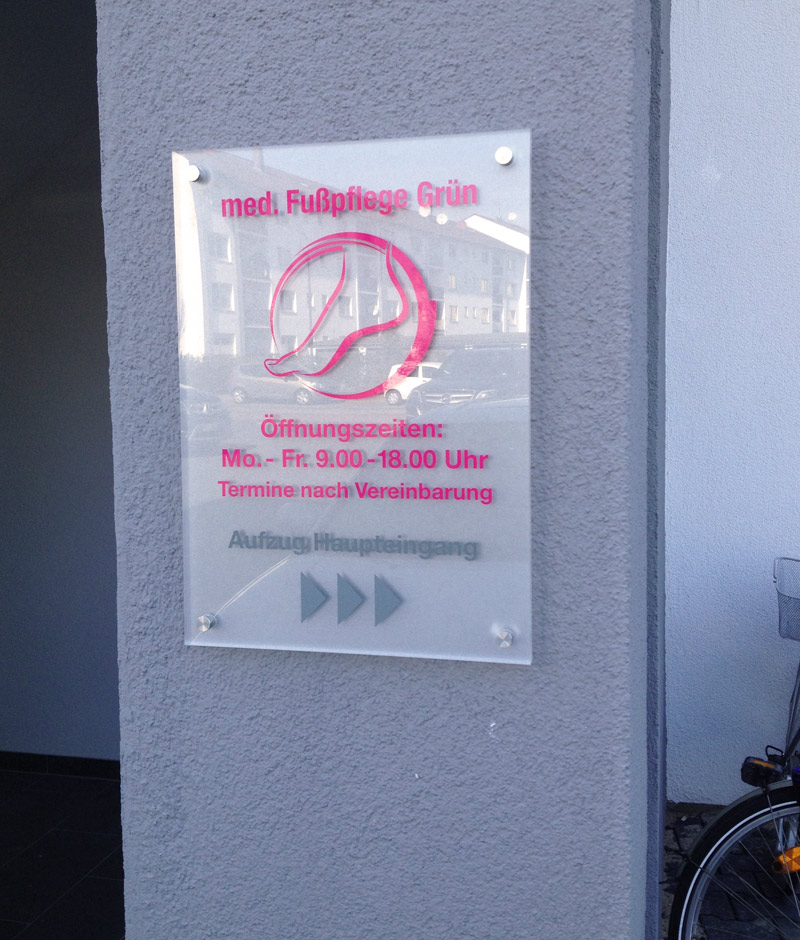 med. Fußpflege Grün
Öffnungszeiten:
Mo. - Fr. 9.00 -18.00 Uhr
Termine nach Vereinbarung
Aufzug, Haupteingang